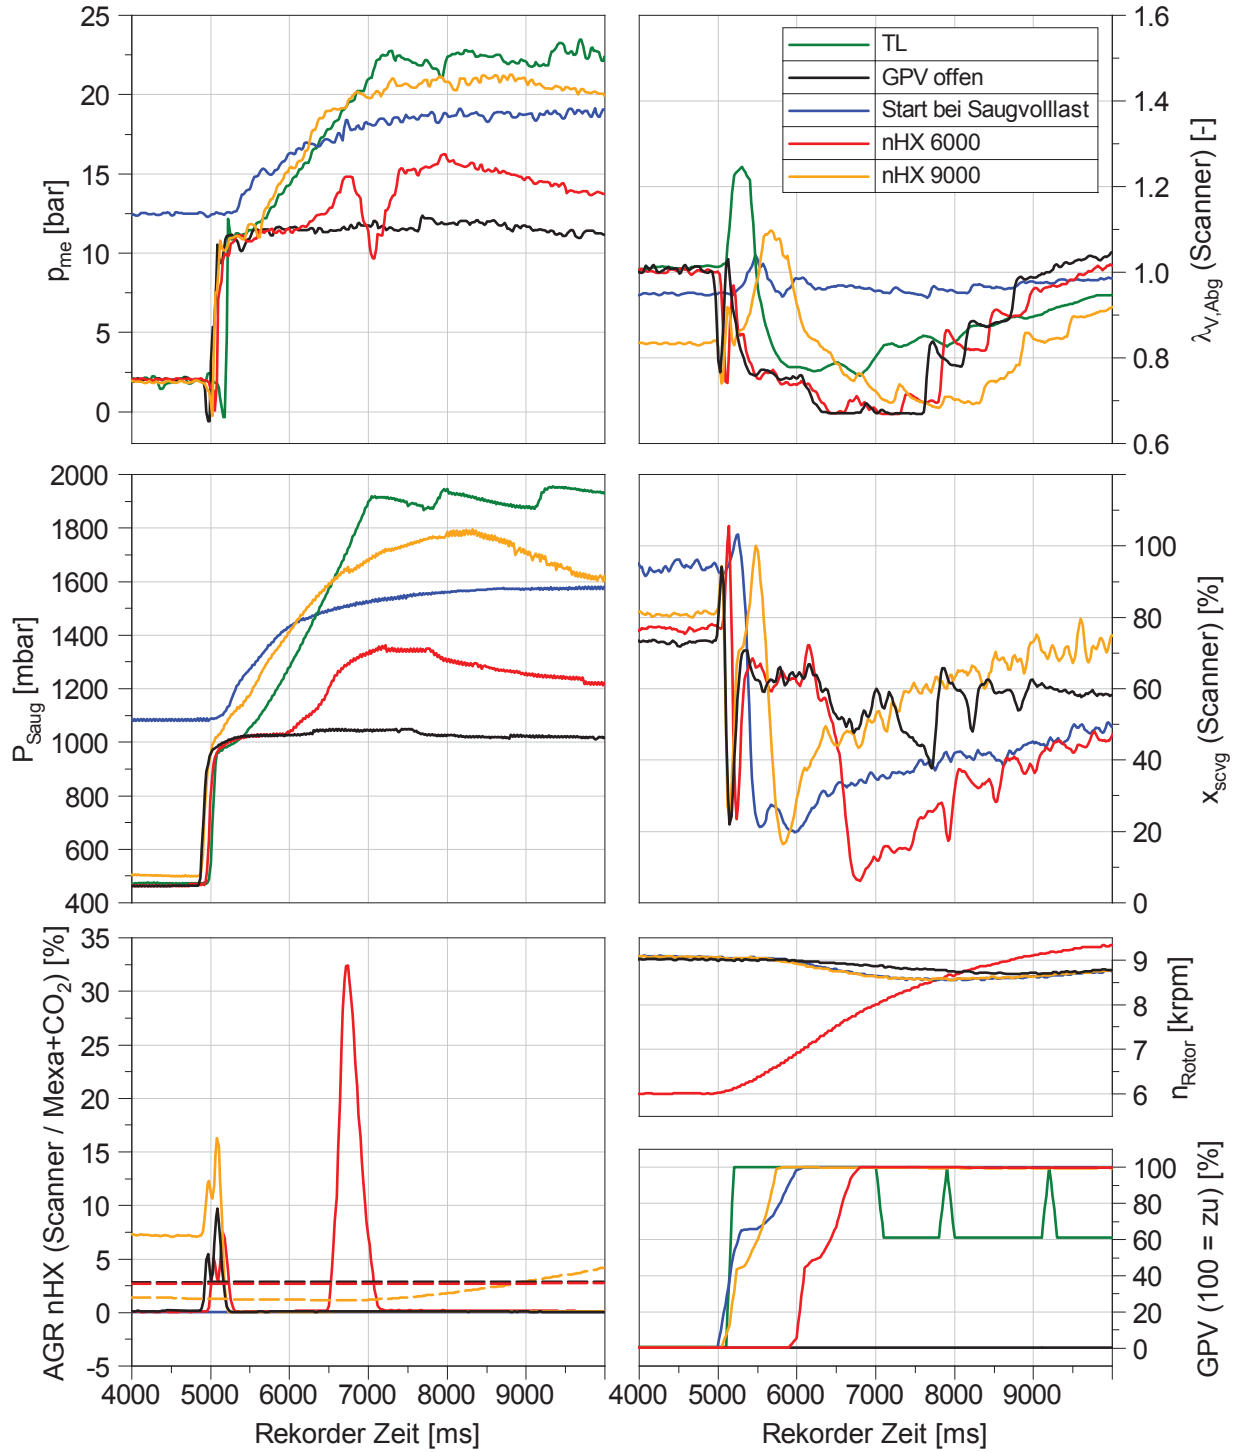 25
20
15
10
5
0
p_me [bar]
1.6
1.4
1.2
1.0
0.8
0.6
λ_V,Abg (Scanner) [-]
TL
GPV offen
Start bei Saugvolllast
nHX 6000
nHX 9000
2000
1800
1600
1400
1200
1000
800
600
400
P_Saug [mbar]
100
80
60
40
20
0
x_scvg (Scanner) [%]
35
30
25
20
15
10
5
0
-5
AGR nHX (Scanner / Mexa+CO₂) [%]
9
8
7
6
n_Rotor [krpm]
100
80
60
40
20
0
GPV (100 = zu) [%]
4000 5000 6000 7000 8000 9000
Rekorder Zeit [ms]
4000 5000 6000 7000 8000 9000
Rekorder Zeit [ms]